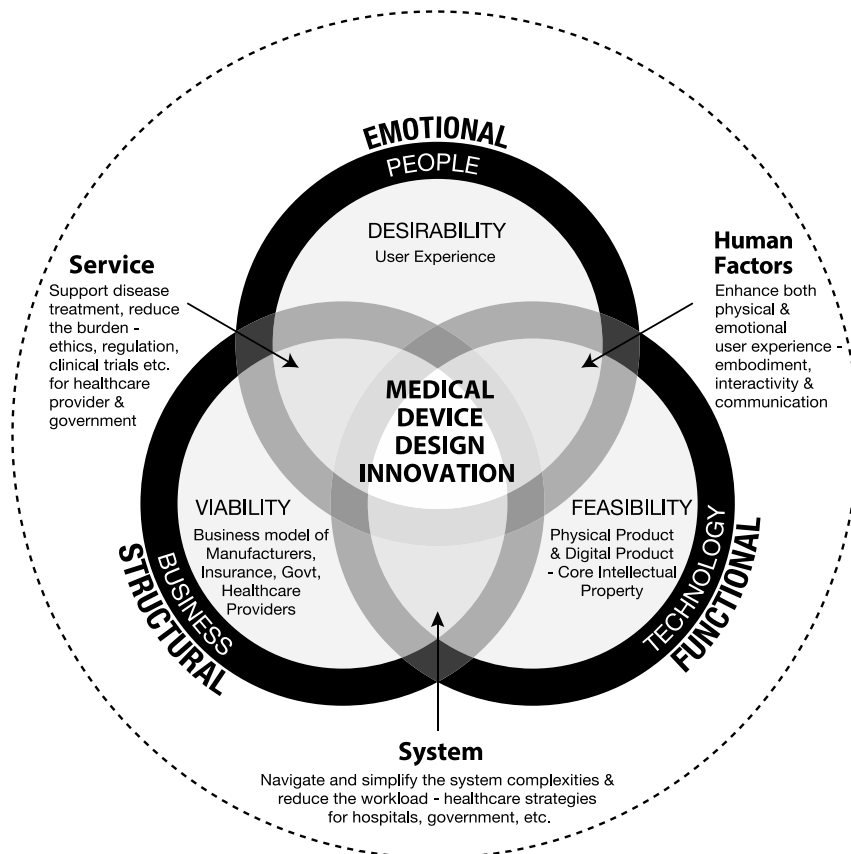 EMOTIONAL
PEOPLE
DESIRABILITY
User Experience
Service
Support disease
treatment, reduce
the burden -
ethics, regulation,
clinical trials etc.
for healthcare
provider &
government
Human
Factors
Enhance both
physical &
emotional
user experience -
embodiment,
interactivity &
communication
MEDICAL
DEVICE
DESIGN
INNOVATION
VIABILITY
Business model of
Manufacturers,
Insurance, Govt,
Healthcare
Providers
BUSINESS
STRUCTURAL
FEASIBILITY
Physical Product
& Digital Product
- Core Intellectual
Property
TECHNOLOGY
FUNCTIONAL
System
Navigate and simplify the system complexities &
reduce the workload - healthcare strategies
for hospitals, government, etc.